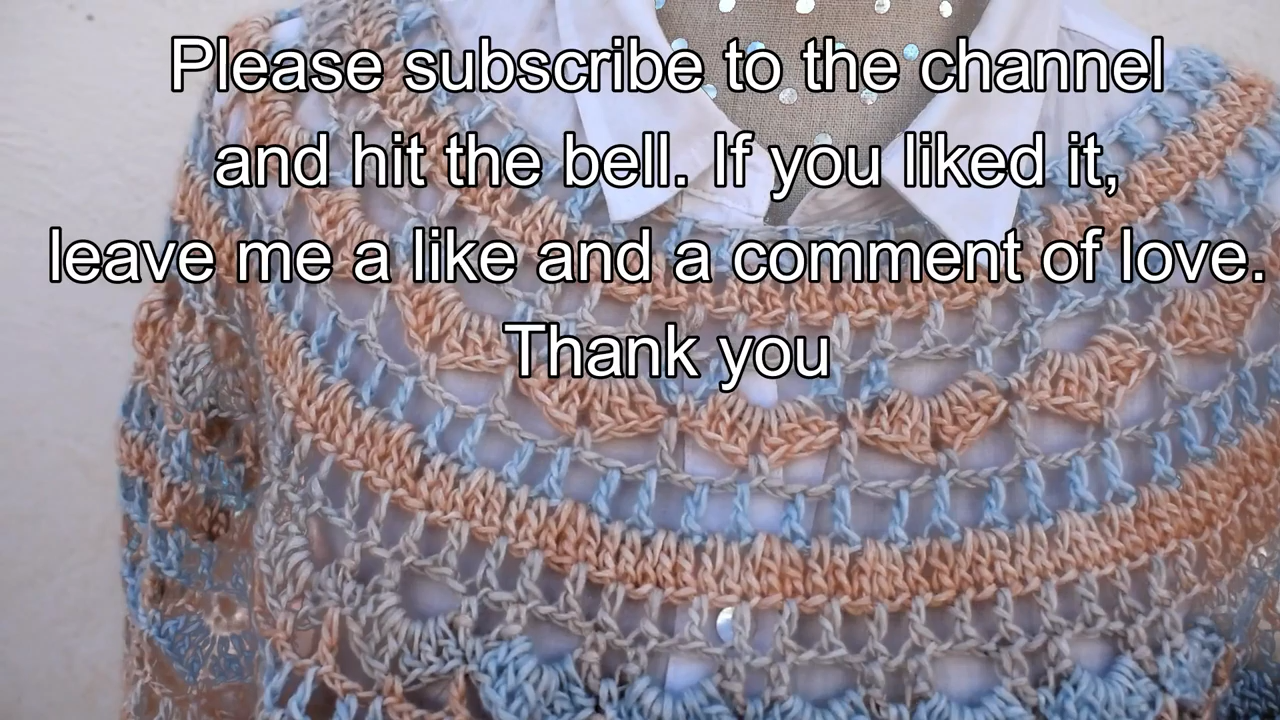 Please subscribe to the channel
and hit the bell. If you liked it,
leave me a like and a comment of love.
Thank you